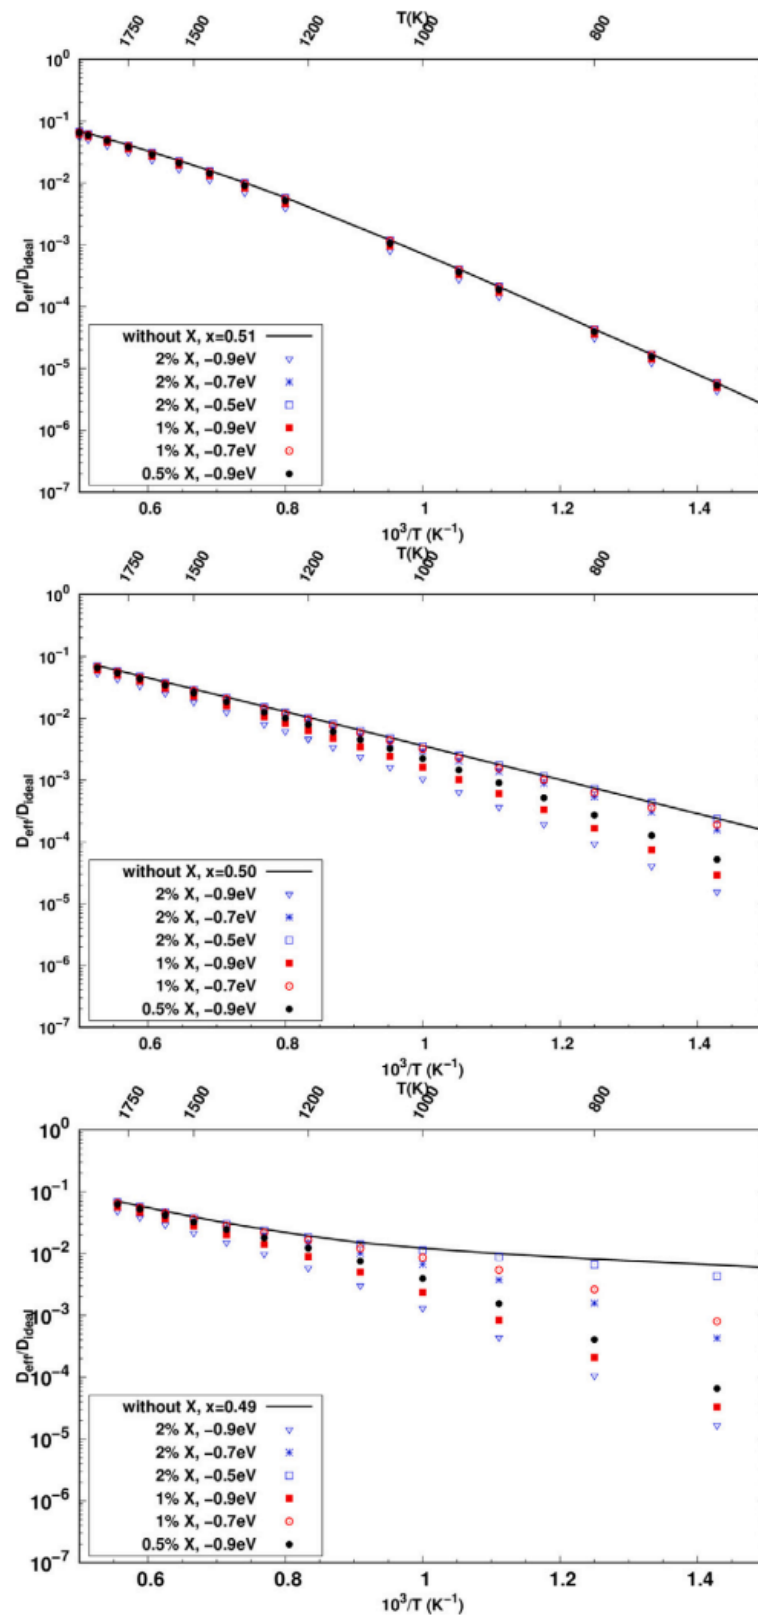 T(K)
1750 1500 1200 1000 800
10^0
10^-1
10^-2
10^-3
10^-4
10^-5
10^-6
10^-7
D_eff/D_ideal
without X, x=0.51
2% X, −0.9eV
2% X, −0.7eV
2% X, −0.5eV
1% X, −0.9eV
1% X, −0.7eV
0.5% X, −0.9eV
0.6 0.8 1 1.2 1.4
10^3/T (K^-1)
T(K)
1750 1500 1200 1000 800
10^0
10^-1
10^-2
10^-3
10^-4
10^-5
10^-6
10^-7
D_eff/D_ideal
without X, x=0.50
2% X, −0.9eV
2% X, −0.7eV
2% X, −0.5eV
1% X, −0.9eV
1% X, −0.7eV
0.5% X, −0.9eV
0.6 0.8 1 1.2 1.4
10^3/T (K^-1)
T(K)
1750 1500 1200 1000 800
10^0
10^-1
10^-2
10^-3
10^-4
10^-5
10^-6
10^-7
D_eff/D_ideal
without X, x=0.49
2% X, −0.9eV
2% X, −0.7eV
2% X, −0.5eV
1% X, −0.9eV
1% X, −0.7eV
0.5% X, −0.9eV
0.6 0.8 1 1.2 1.4
10^3/T (K^-1)